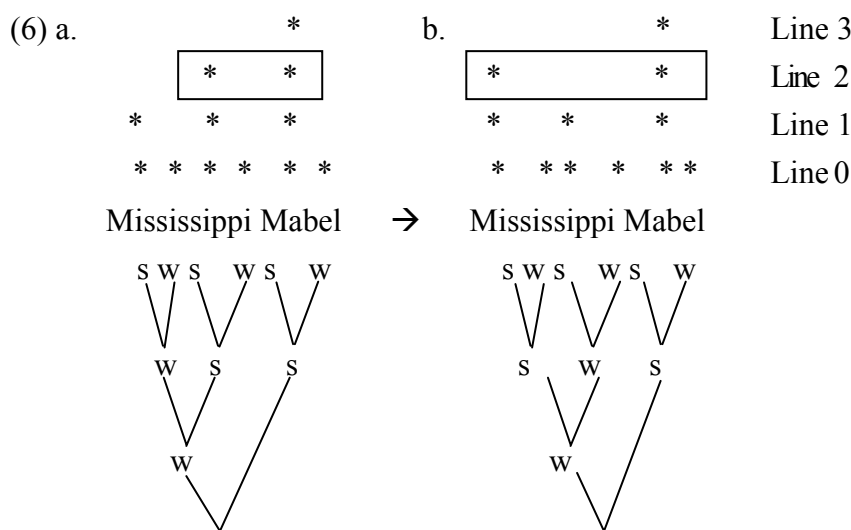 (6) a. * b. * Line 3
* * * * Line 2
* * * * * * Line 1
* * * * * * * * * * * * Line 0
Mississippi Mabel → Mississippi Mabel
s w s w s w s w s w s w
w s s s w s
w w